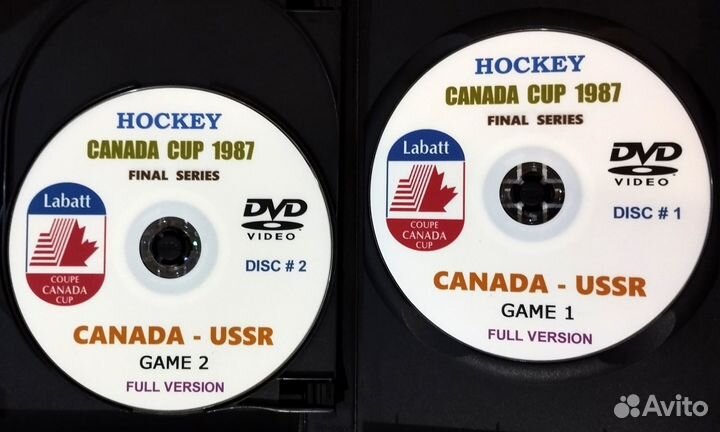 HOCKEY
CANADA CUP 1987
FINAL SERIES
Labatt
COUPE
CANADA
CUP
DVD
VIDEO
DISC # 2
CANADA - USSR
GAME 2
FULL VERSION
HOCKEY
CANADA CUP 1987
FINAL SERIES
Labatt
COUPE
CANADA
CUP
DVD
VIDEO
DISC # 1
CANADA - USSR
GAME 1
FULL VERSION
Avito